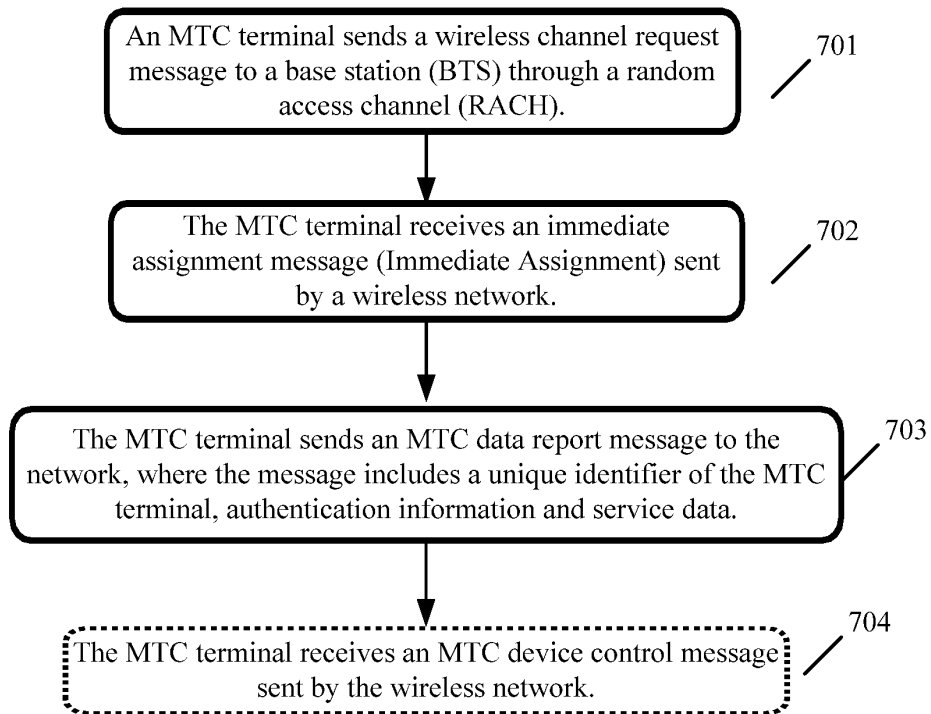 An MTC terminal sends a wireless channel request
message to a base station (BTS) through a random
access channel (RACH).
701
The MTC terminal receives an immediate
assignment message (Immediate Assignment) sent
by a wireless network.
702
The MTC terminal sends an MTC data report message to the
network, where the message includes a unique identifier of the MTC
terminal, authentication information and service data.
703
The MTC terminal receives an MTC device control message
sent by the wireless network.
704